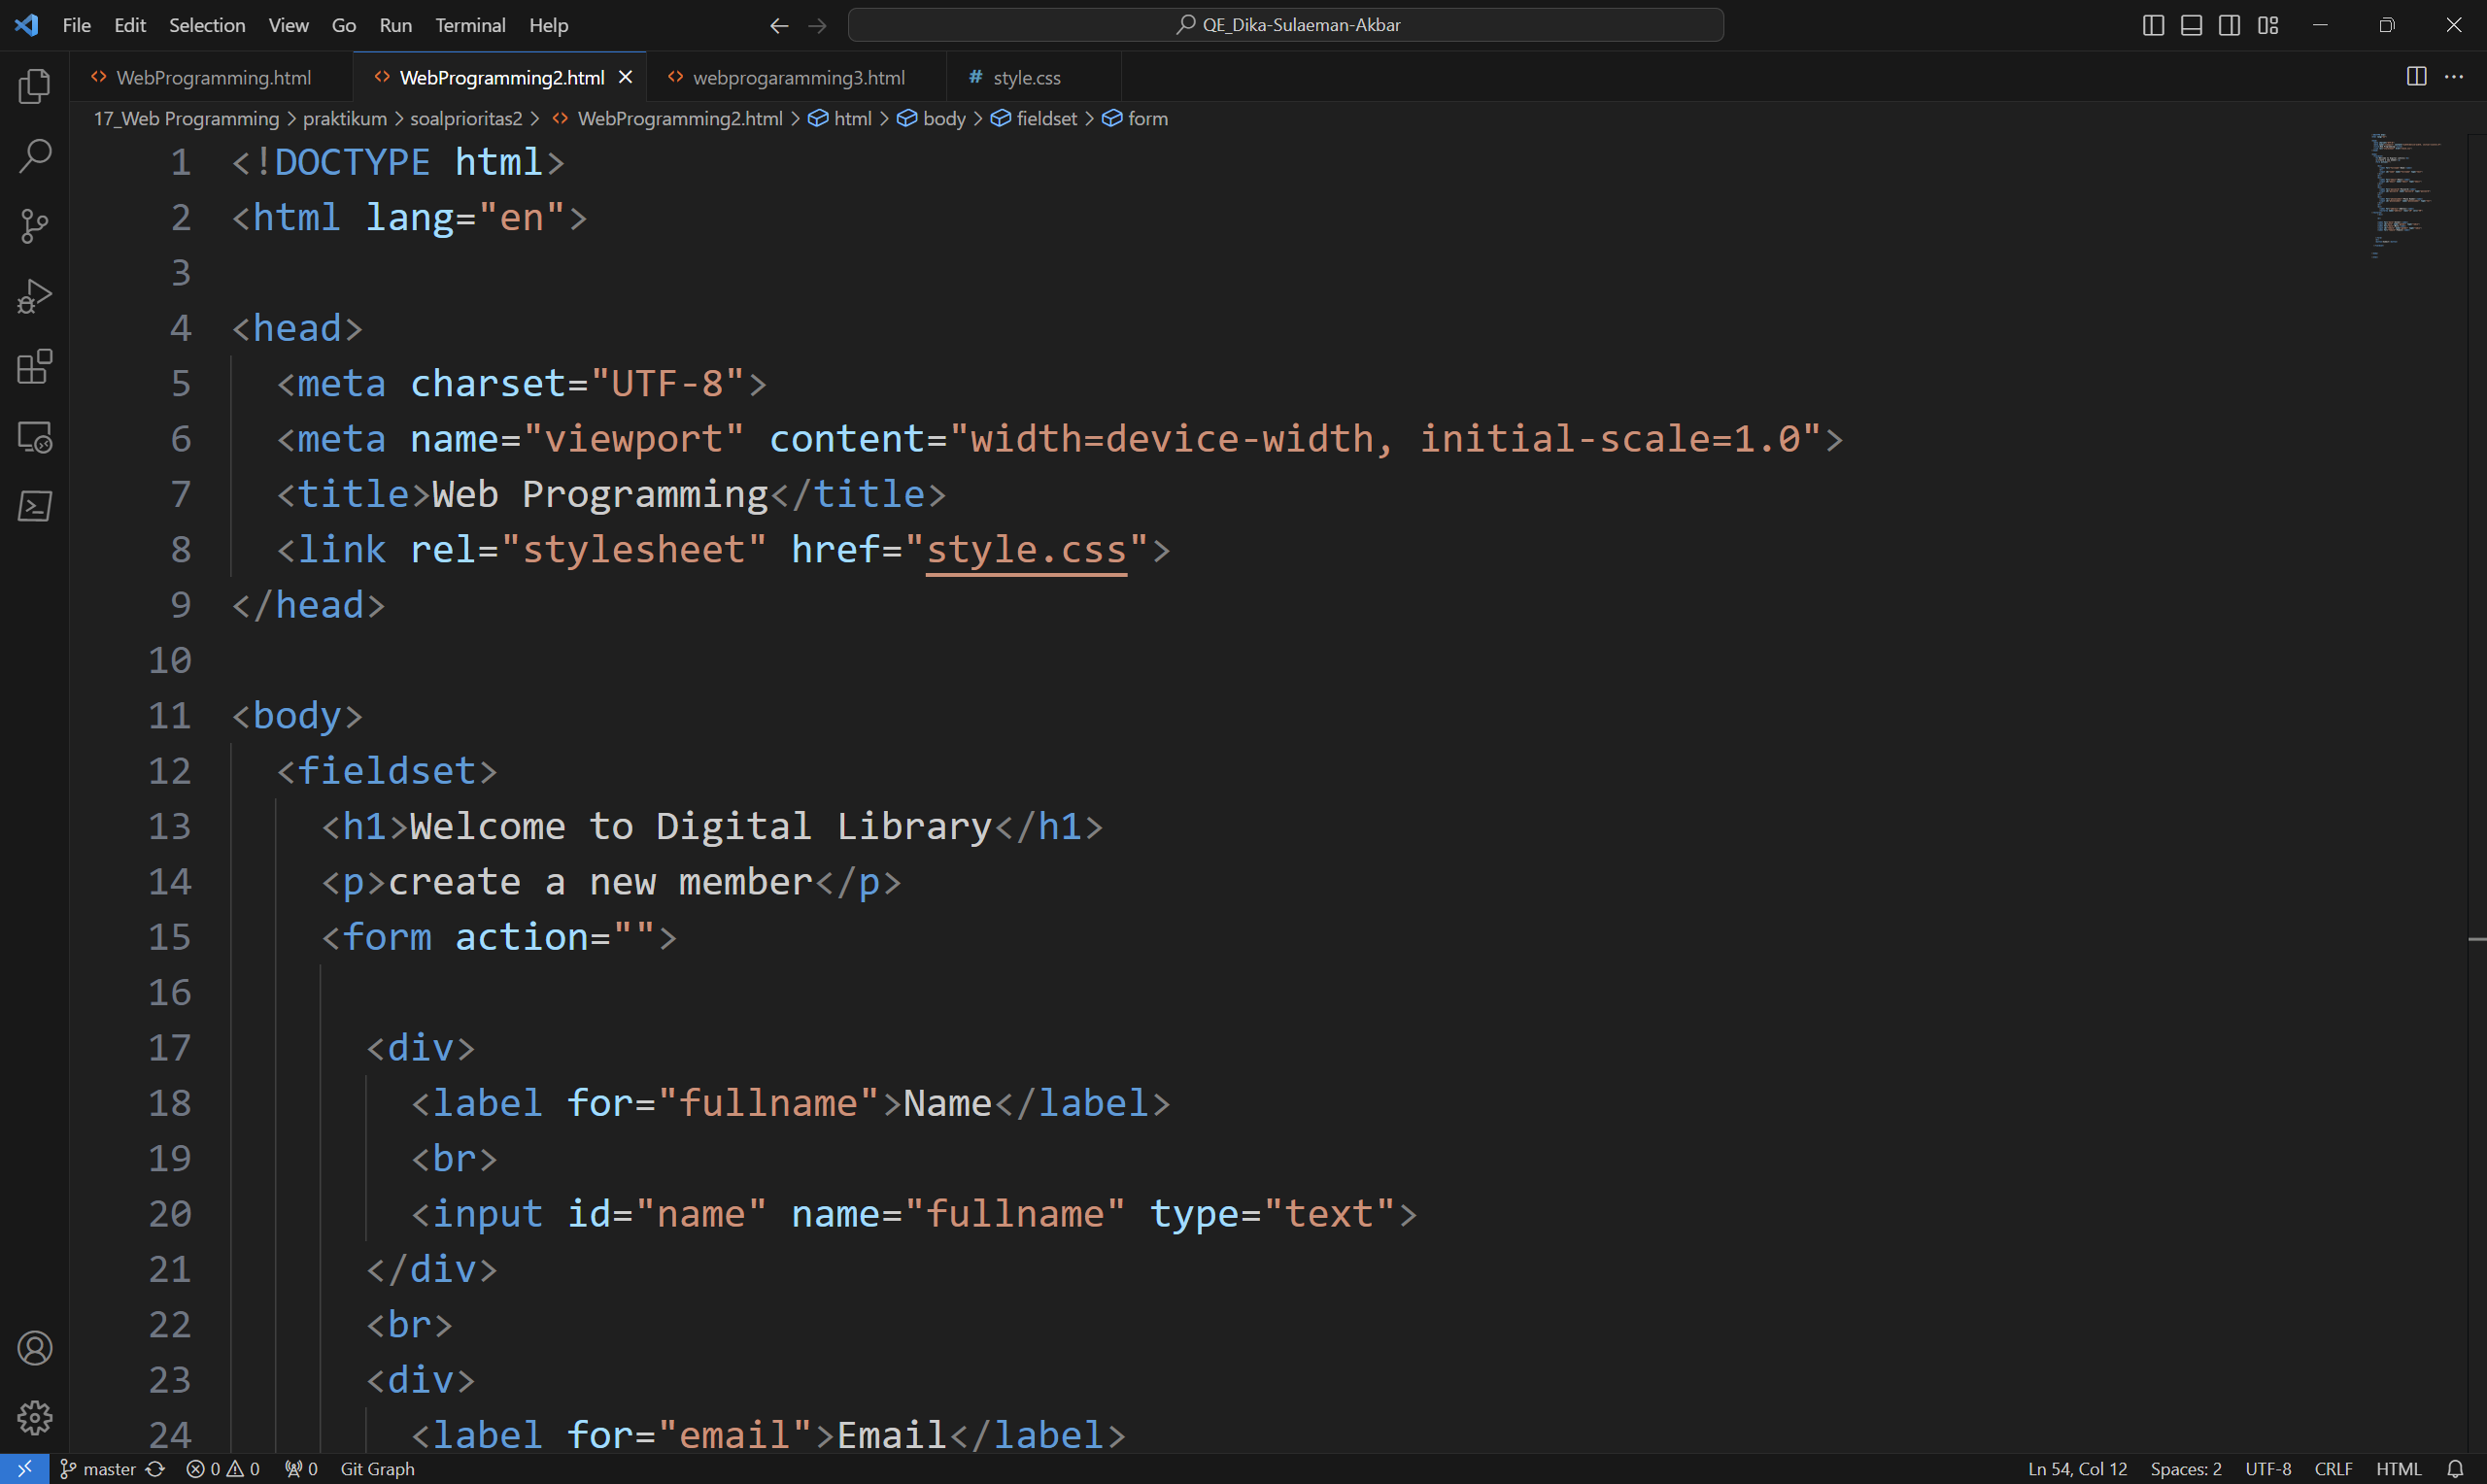 File Edit Selection View Go Run Terminal Help QE_Dika-Sulaeman-Akbar
WebProgramming.html WebProgramming2.html webprogaramming3.html # style.css
17_Web Programming > praktikum > soalprioritas2 > WebProgramming2.html > html > body > fieldset > form
1 <!DOCTYPE html>
2 <html lang="en">
3
4 <head>
5 <meta charset="UTF-8">
6 <meta name="viewport" content="width=device-width, initial-scale=1.0">
7 <title>Web Programming</title>
8 <link rel="stylesheet" href="style.css">
9 </head>
10
11 <body>
12 <fieldset>
13 <h1>Welcome to Digital Library</h1>
14 <p>create a new member</p>
15 <form action="">
16
17 <div>
18 <label for="fullname">Name</label>
19 <br>
20 <input id="name" name="fullname" type="text">
21 </div>
22 <br>
23 <div>
24 <label for="email">Email</label>
master 0 0 0 Git Graph Ln 54, Col 12 Spaces: 2 UTF-8 CRLF HTML